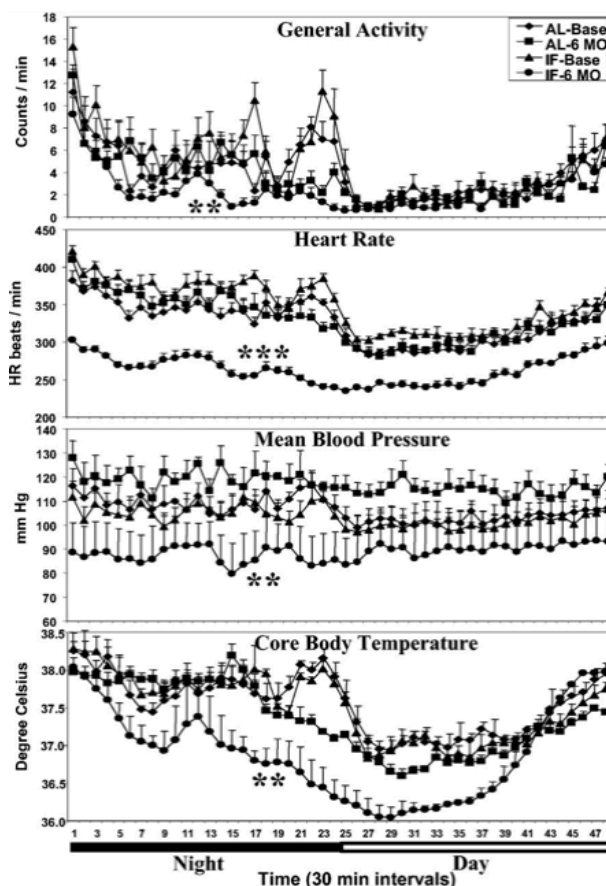 General Activity
AL-Base
AL-6 MO
IF-Base
IF-6 MO
Counts / min
18
16
14
12
10
8
6
4
2
0
**
Heart Rate
HR beats / min
450
400
350
300
250
200
***
Mean Blood Pressure
mm Hg
140
130
120
110
100
90
80
70
60
**
Core Body Temperature
Degree Celsius
38.5
38.0
37.5
37.0
36.5
36.0
**
1 3 5 7 9 11 13 15 17 19 21 23 25 27 29 31 33 35 37 39 41 43 45 47
Night Day
Time (30 min intervals)